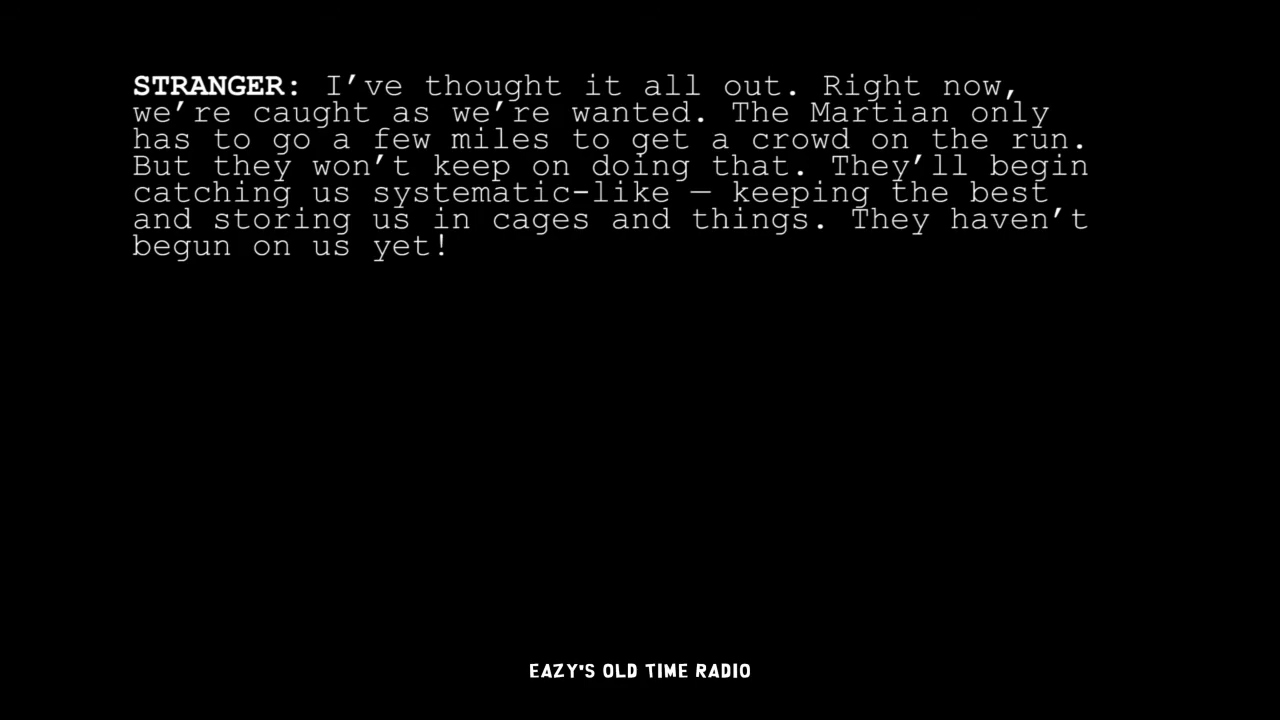 STRANGER: I’ve thought it all out. Right now,
we’re caught as we’re wanted. The Martian only
has to go a few miles to get a crowd on the run.
But they won’t keep on doing that. They’ll begin
catching us systematic-like — keeping the best
and storing us in cages and things. They haven’t
begun on us yet!
EAZY'S OLD TIME RADIO